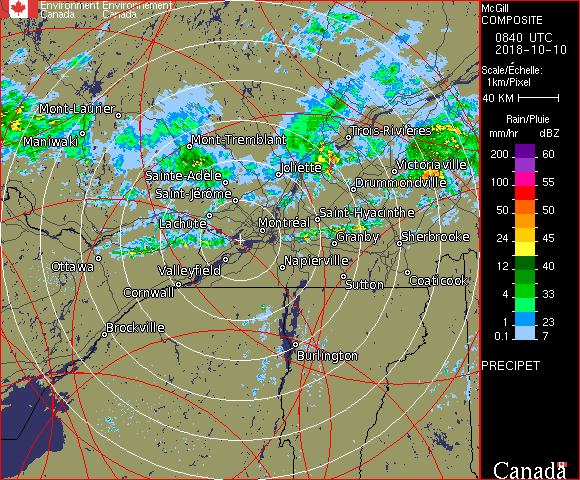 Environment Environnement
Canada Canada
McGill
COMPOSITE
0840 UTC
2018-10-10
Scale/Échelle:
1km/Pixel
40 KM
Rain/Pluie
mm/hr dBZ
200 60
100 55
50 50
24 45
12 40
4 33
1 23
0.1 7
PRECIPET
Canada
Mont-Laurier
Maniwaki
Mont-Tremblant
Trois-Rivières
Sainte-Adèle
Joliette
Victoriaville
Saint-Jérôme
Drummondville
Lachute
Montréal
Saint-Hyacinthe
Granby
Sherbrooke
Ottawa
Valleyfield
Napierville
Cornwall
Sutton
Coaticook
Brockville
Burlington